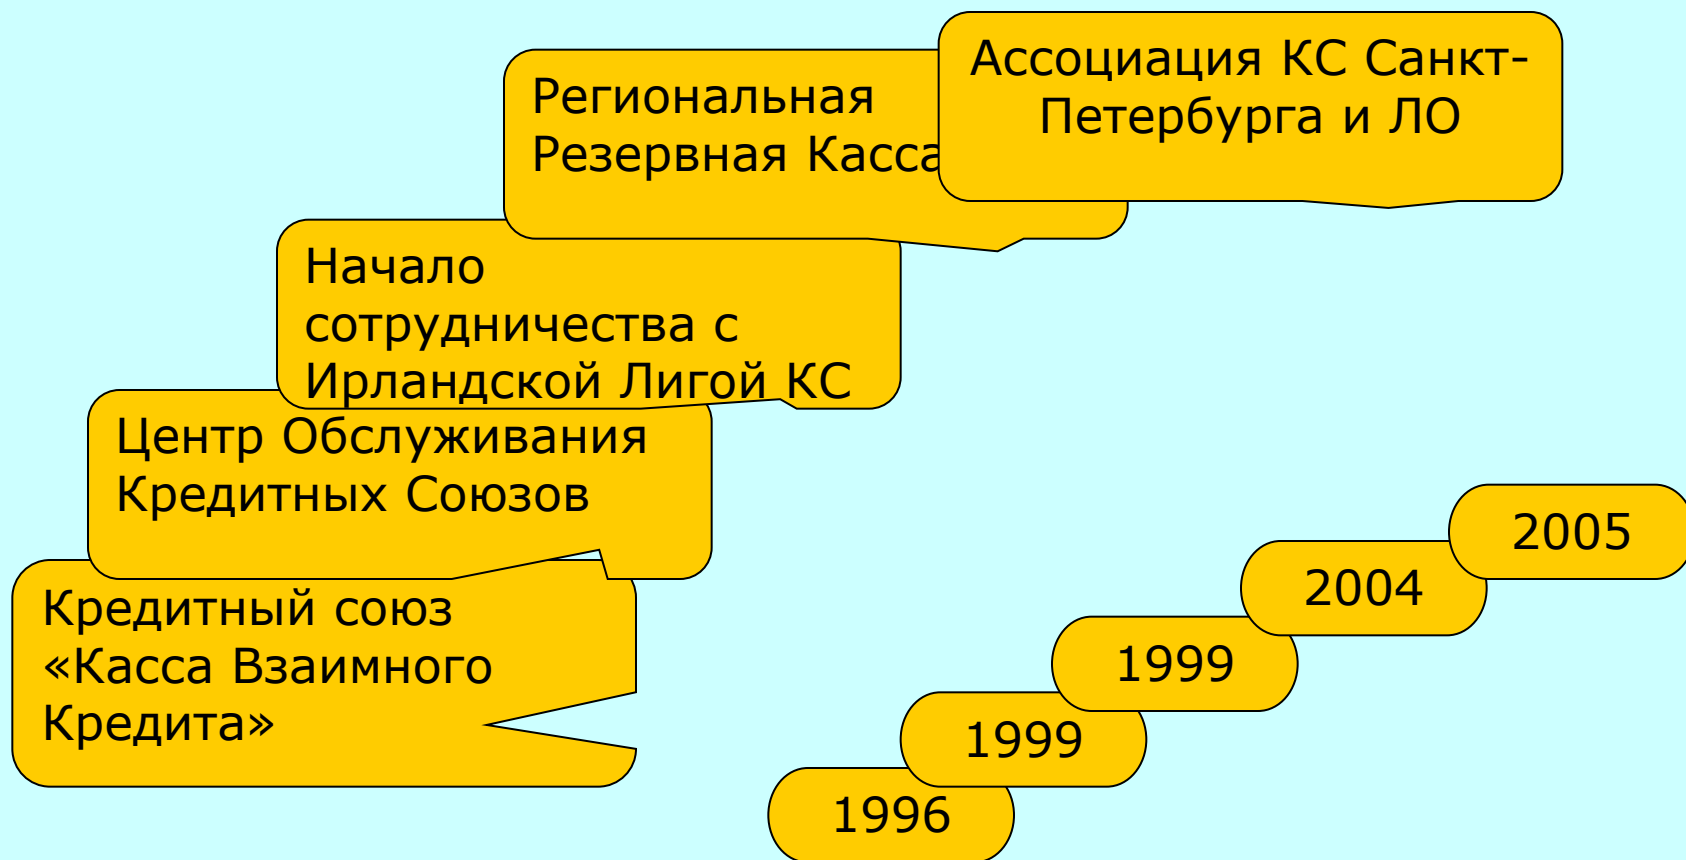 Ассоциация КС Санкт-
Петербурга и ЛО
Региональная
Резервная Касса
Начало
сотрудничества с
Ирландской Лигой КС
Центр Обслуживания
Кредитных Союзов
Кредитный союз
«Касса Взаимного
Кредита»
2005
2004
1999
1999
1996